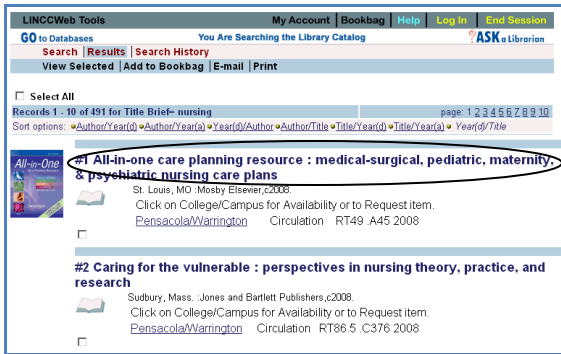 LINCCWeb Tools My Account | Bookbag | Help | Log In | End Session
GO to Databases You Are Searching the Library Catalog ?ASK a Librarian
Search | Results | Search History
View Selected | Add to Bookbag | E-mail | Print
Select All
Records 1 - 10 of 491 for Title Brief= nursing page: 1 2 3 4 5 6 7 8 9 10
Sort options: Author/Year(d) Author/Year(a) Year(d)/Author Author/Title Title/Year(d) Title/Year(a) Year(d)/Title
All-in-One
#1 All-in-one care planning resource : medical-surgical, pediatric, maternity,
& psychiatric nursing care plans
St. Louis, MO :Mosby Elsevier,c2008.
Click on College/Campus for Availability or to Request item.
Pensacola/Warrington Circulation RT49 .A45 2008
#2 Caring for the vulnerable : perspectives in nursing theory, practice, and
research
Sudbury, Mass. :Jones and Bartlett Publishers,c2008.
Click on College/Campus for Availability or to Request item.
Pensacola/Warrington Circulation RT86.5 .C376 2008